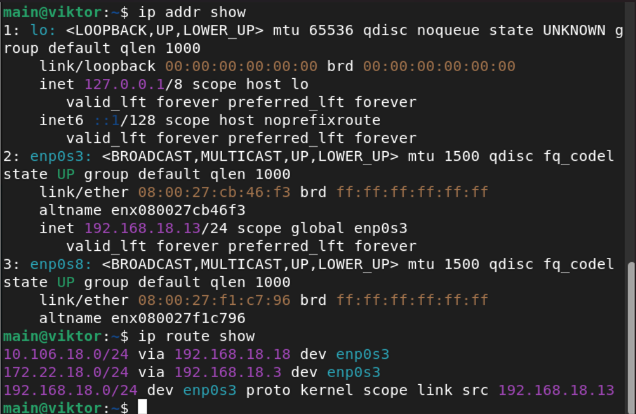 main@viktor:~$ ip addr show
1: lo: <LOOPBACK,UP,LOWER_UP> mtu 65536 qdisc noqueue state UNKNOWN g
roup default qlen 1000
    link/loopback 00:00:00:00:00:00 brd 00:00:00:00:00:00
    inet 127.0.0.1/8 scope host lo
       valid_lft forever preferred_lft forever
    inet6 ::1/128 scope host noprefixroute
       valid_lft forever preferred_lft forever
2: enp0s3: <BROADCAST,MULTICAST,UP,LOWER_UP> mtu 1500 qdisc fq_codel
state UP group default qlen 1000
    link/ether 08:00:27:cb:46:f3 brd ff:ff:ff:ff:ff:ff
    altname enx080027cb46f3
    inet 192.168.18.13/24 scope global enp0s3
       valid_lft forever preferred_lft forever
3: enp0s8: <BROADCAST,MULTICAST,UP,LOWER_UP> mtu 1500 qdisc fq_codel
state UP group default qlen 1000
    link/ether 08:00:27:f1:c7:96 brd ff:ff:ff:ff:ff:ff
    altname enx080027f1c796
main@viktor:~$ ip route show
10.106.18.0/24 via 192.168.18.18 dev enp0s3
172.22.18.0/24 via 192.168.18.3 dev enp0s3
192.168.18.0/24 dev enp0s3 proto kernel scope link src 192.168.18.13
main@viktor:~$